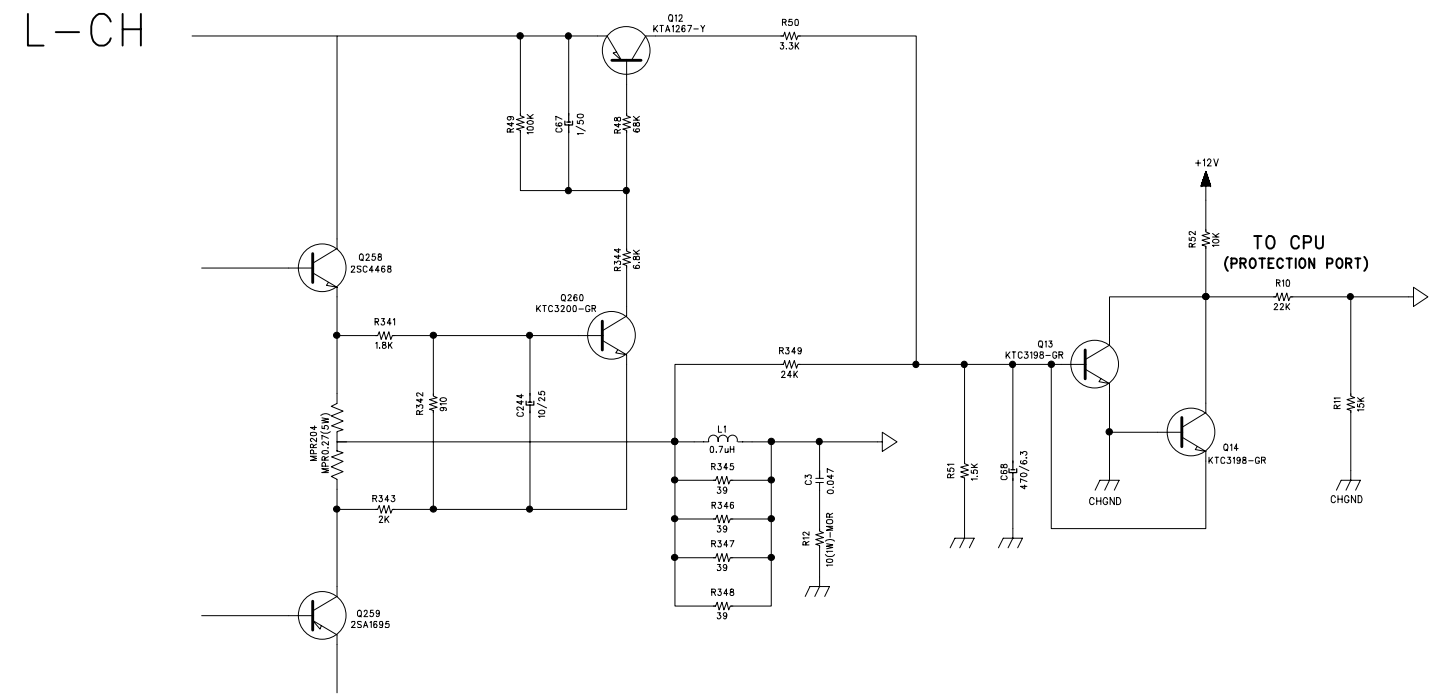 L-CH
Q12
KTA1267-Y
R50
3.3K
R49
100K
C67
1/50
R48
68K
+12V
R52
10K
TO CPU
(PROTECTION PORT)
R10
22K
Q258
2SC4468
R344
6.8K
Q260
KTC3200-GR
R341
1.8K
R349
24K
Q13
KTC3198-GR
R342
910
C244
10/25
R11
15K
MPR204
MPR0.27(5W)
L1
0.7uH
Q14
KTC3198-GR
R345
39
C3
0.047
R51
1.5K
C68
470/6.3
CHGND
CHGND
R343
2K
R346
39
R12
10(1W)-MOR
R347
39
R348
39
Q259
2SA1695